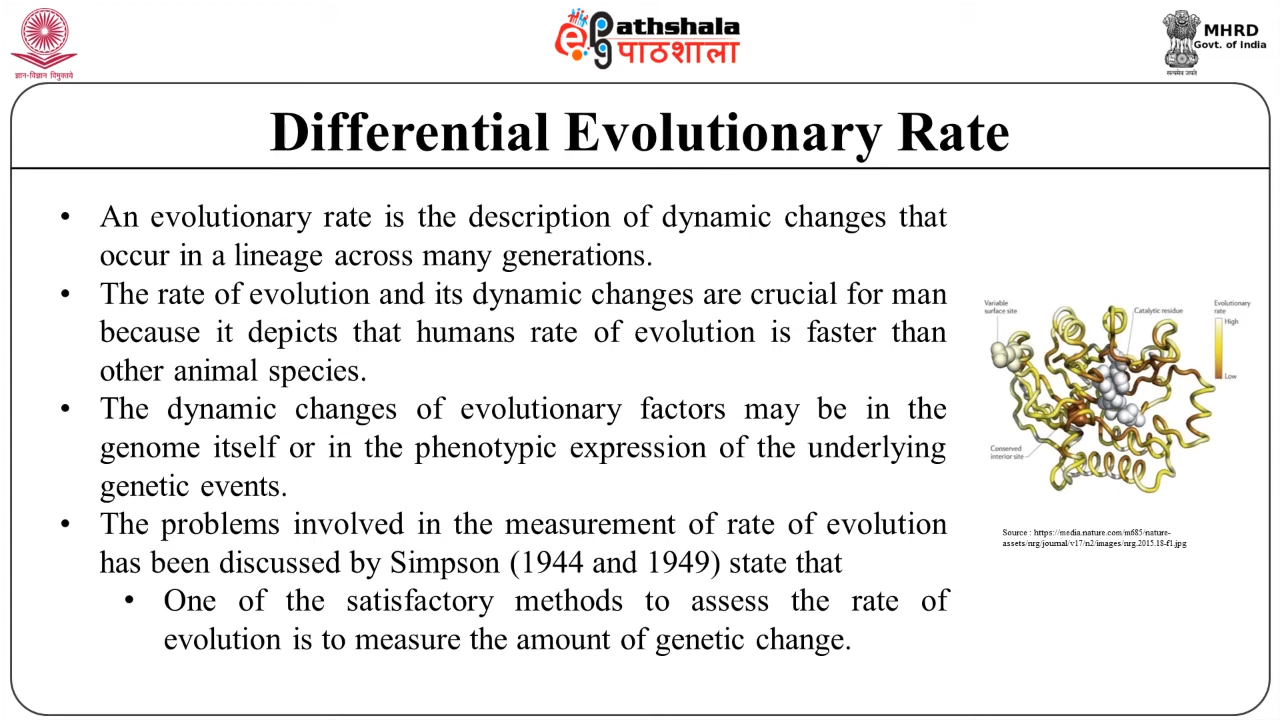 ज्ञान-विज्ञान विमुक्तये
ePG Pathshala
पाठशाला
MHRD
Govt. of India
सत्यमेव जयते
Differential Evolutionary Rate
• An evolutionary rate is the description of dynamic changes that
occur in a lineage across many generations.
• The rate of evolution and its dynamic changes are crucial for man
because it depicts that humans rate of evolution is faster than
other animal species.
• The dynamic changes of evolutionary factors may be in the
genome itself or in the phenotypic expression of the underlying
genetic events.
• The problems involved in the measurement of rate of evolution
has been discussed by Simpson (1944 and 1949) state that
• One of the satisfactory methods to assess the rate of
evolution is to measure the amount of genetic change.
Variable
surface site
Catalytic residue
Evolutionary
rate
High
Low
Conserved
interior site
Source : https://media.nature.com/m685/nature-
assets/nrg/journal/v17/n2/images/nrg.2015.18-f1.jpg